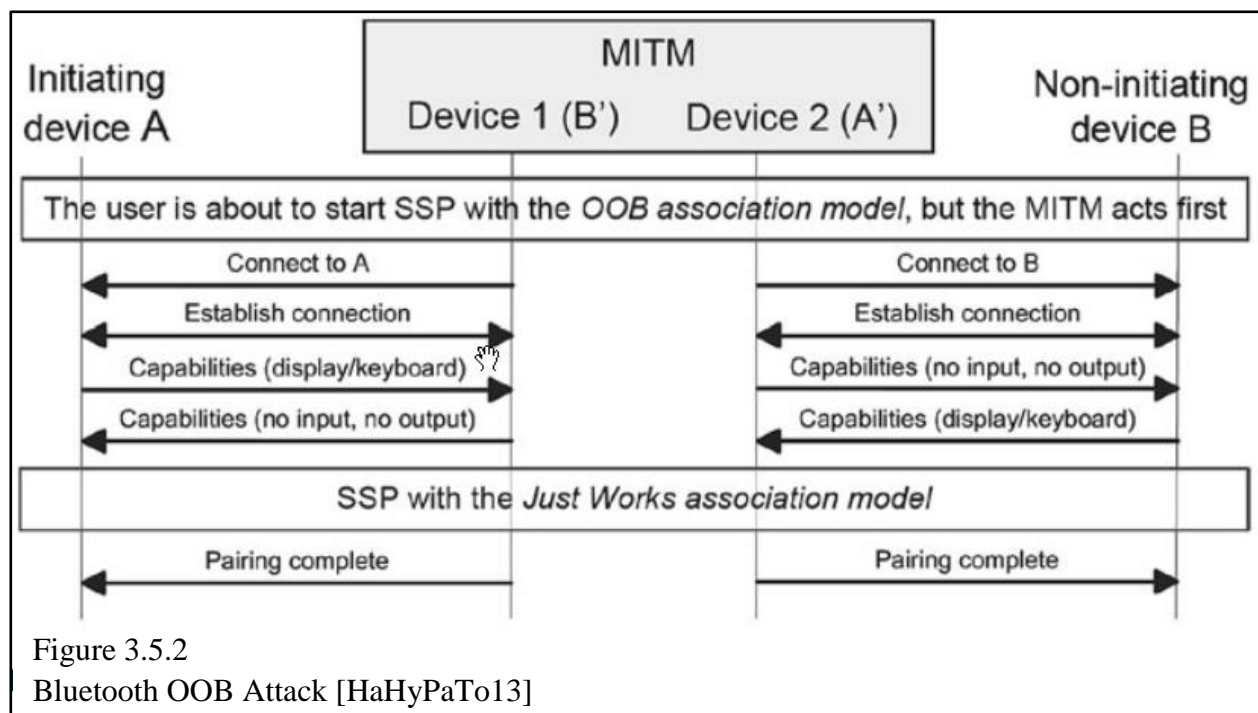 MITM
Initiating
device A
Device 1 (B')
Device 2 (A')
Non-initiating
device B
The user is about to start SSP with the OOB association model, but the MITM acts first
Connect to A
Connect to B
Establish connection
Establish connection
Capabilities (display/keyboard)
Capabilities (no input, no output)
Capabilities (no input, no output)
Capabilities (display/keyboard)
SSP with the Just Works association model
Pairing complete
Pairing complete
Figure 3.5.2
Bluetooth OOB Attack [HaHyPaTo13]